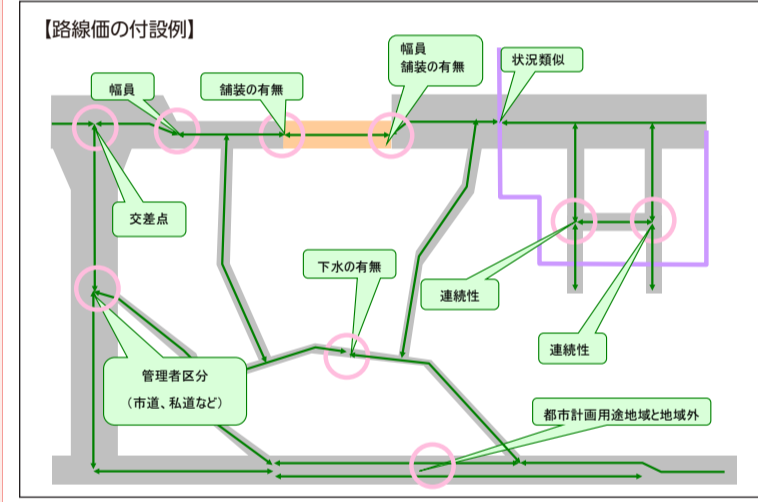 【路線価の付設例】
幅員
舗装の有無
状況類似
幅員
舗装の有無
交差点
下水の有無
連続性
連続性
管理者区分
（市道、私道など）
都市計画用途地域と地域外